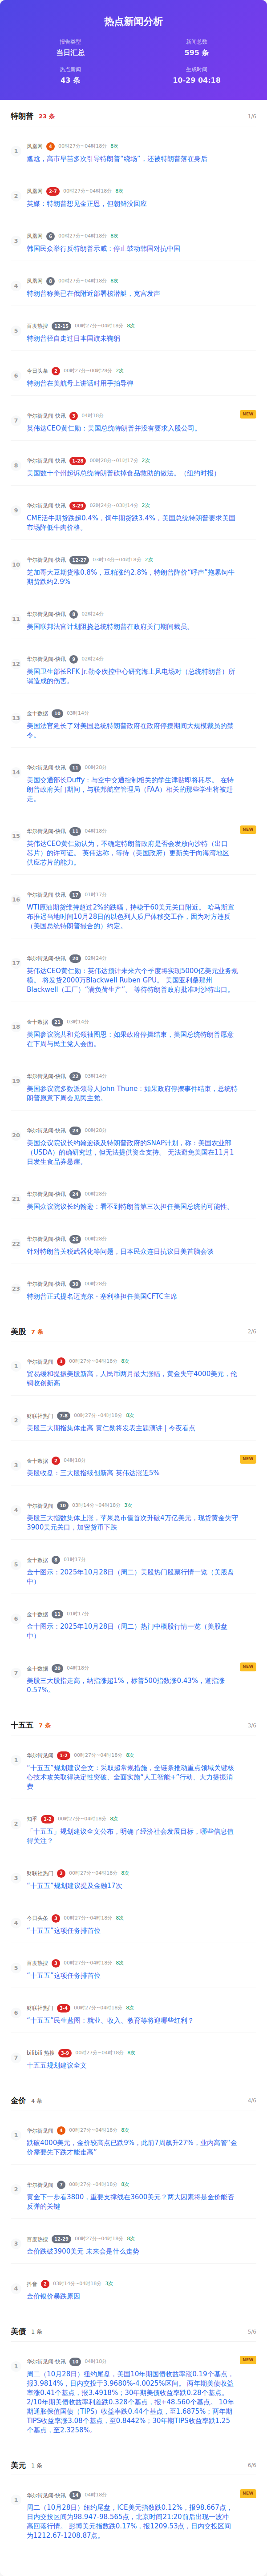 热点新闻分析
报告类型
新闻总数
当日汇总
595 条
热点新闻
生成时间
43 条
10-29 04:18
特朗普 23 条
1/6
1
凤凰网 4 00时27分~04时18分 8次
尴尬，高市早苗多次引导特朗普“绕场”，还被特朗普落在身后
2
凤凰网 2-7 00时27分~04时18分 8次
英媒：特朗普想见金正恩，但朝鲜没回应
3
凤凰网 6 00时27分~04时18分 8次
韩国民众举行反特朗普示威：停止鼓动韩国对抗中国
4
凤凰网 8 00时27分~04时18分 8次
特朗普称美已在俄附近部署核潜艇，克宫发声
5
百度热搜 12-15 00时27分~04时18分 8次
特朗普径自走过日本国旗未鞠躬
6
今日头条 2 00时27分~00时28分 2次
特朗普在美航母上讲话时用手拍导弹
7
华尔街见闻-快讯 3 04时18分
NEW
英伟达CEO黄仁勋：美国总统特朗普并没有要求入股公司。
8
华尔街见闻-快讯 1-28 00时28分~01时17分 2次
美国数十个州起诉总统特朗普砍掉食品救助的做法。（纽约时报）
9
华尔街见闻-快讯 3-29 02时24分~03时14分 2次
CME活牛期货跌超0.4%，饲牛期货跌3.4%，美国总统特朗普要求美国
市场降低牛肉价格。
10
华尔街见闻-快讯 12-27 03时14分~04时18分 2次
芝加哥大豆期货涨0.8%，豆粕涨约2.8%，特朗普降价“呼声”拖累饲牛
期货跌约2.9%
11
华尔街见闻-快讯 8 02时24分
美国联邦法官计划阻挠总统特朗普在政府关门期间裁员。
12
华尔街见闻-快讯 9 02时24分
美国卫生部长RFK Jr.勒令疾控中心研究海上风电场对（总统特朗普）所
谓造成的伤害。
13
金十数据 10 03时14分
美国法官延长了对美国总统特朗普政府在政府停摆期间大规模裁员的禁
令。
14
华尔街见闻-快讯 11 00时28分
美国交通部长Duffy：与空中交通控制相关的学生津贴即将耗尽。 在特
朗普政府关门期间，与联邦航空管理局（FAA）相关的那些学生将被赶
走。
15
华尔街见闻-快讯 11 04时18分
NEW
英伟达CEO黄仁勋认为，不确定特朗普政府是否会发放向沙特（出口
芯片）的许可证。 英伟达称，等待（美国政府）更新关于向海湾地区
供应芯片的能力。
16
华尔街见闻-快讯 17 01时17分
WTI原油期货维持超过2%的跌幅，持稳于60美元关口附近。 哈马斯宣
布推迟当地时间10月28日的以色列人质尸体移交工作，因为对方违反
（美国总统特朗普撮合的）约定。
17
华尔街见闻-快讯 20 02时24分
英伟达CEO黄仁勋：英伟达预计未来六个季度将实现5000亿美元业务规
模。 将发货2000万Blackwell Ruben GPU。 美国亚利桑那州
Blackwell（工厂）“满负荷生产”。 等待特朗普政府批准对沙特出口。
18
金十数据 21 03时14分
美国参议院共和党领袖图恩：如果政府停摆结束，美国总统特朗普愿意
在下周与民主党人会面。
19
华尔街见闻-快讯 22 03时14分
美国参议院多数派领导人John Thune：如果政府停摆事件结束，总统特
朗普愿意下周会见民主党。
20
华尔街见闻-快讯 23 00时28分
美国众议院议长约翰逊谈及特朗普政府的SNAP计划，称：美国农业部
（USDA）的确研究过，但无法提供资金支持。 无法避免美国在11月1
日发生食品券悬崖。
21
华尔街见闻-快讯 24 00时28分
美国众议院议长约翰逊：看不到特朗普第三次担任美国总统的可能性。
22
华尔街见闻-快讯 26 00时28分
针对特朗普关税武器化等问题，日本民众连日抗议日美首脑会谈
23
华尔街见闻-快讯 30 00时28分
特朗普正式提名迈克尔·塞利格担任美国CFTC主席
美股 7 条
2/6
1
华尔街见闻 3 00时27分~04时18分 8次
贸易缓和提振美股新高，人民币两月最大涨幅，黄金失守4000美元，伦
铜收创新高
2
财联社热门 7-8 00时27分~04时18分 8次
美股三大期指集体走高 黄仁勋将发表主题演讲 | 今夜看点
3
金十数据 2 04时18分
NEW
美股收盘：三大股指续创新高 英伟达涨近5%
4
华尔街见闻 10 03时14分~04时18分 3次
美股三大指数集体上涨，苹果总市值首次升破4万亿美元，现货黄金失守
3900美元关口，加密货币下跌
5
金十数据 9 01时17分
金十图示：2025年10月28日（周二）美股热门股票行情一览（美股盘
中）
6
金十数据 11 01时17分
金十图示：2025年10月28日（周二）热门中概股行情一览（美股盘
中）
7
金十数据 28 04时18分
NEW
美股三大股指走高，纳指涨超1%，标普500指数涨0.43%，道指涨
0.57%。
十五五 7 条
3/6
1
华尔街见闻 1-2 00时27分~04时18分 8次
“十五五”规划建议全文：采取超常规措施，全链条推动重点领域关键核
心技术攻关取得决定性突破、全面实施“人工智能+”行动、大力提振消
费
2
知乎 1-2 00时27分~04时18分 8次
「十五五」规划建议全文公布，明确了经济社会发展目标，哪些信息值
得关注？
3
财联社热门 2 00时27分~04时18分 8次
“十五五”规划建议提及金融17次
4
今日头条 3 00时27分~04时18分 8次
“十五五”这项任务排首位
5
百度热搜 3 00时27分~04时18分 8次
“十五五”这项任务排首位
6
财联社热门 3-4 00时27分~04时18分 8次
“十五五”民生蓝图：就业、收入、教育等将迎哪些红利？
7
bilibili 热搜 3-9 00时27分~04时18分 8次
十五五规划建议全文
金价 4 条
4/6
1
华尔街见闻 4 00时27分~04时18分 8次
跌破4000美元，金价较高点已跌9%，此前7周飙升27%，业内高管“金
价需要先下跌才能走高”
2
华尔街见闻 7 00时27分~04时18分 8次
黄金下一步看3800，重要支撑线在3600美元？两大因素将是金价能否
反弹的关键
3
百度热搜 12-29 00时27分~04时18分 8次
金价跌破3900美元 未来会是什么走势
4
抖音 2 03时14分~04时18分 3次
金价银价暴跌原因
美债 1 条
5/6
1
华尔街见闻-快讯 10 04时18分
NEW
周二（10月28日）纽约尾盘，美国10年期国债收益率涨0.19个基点，
报3.9814%，日内交投于3.9680%-4.0025%区间。 两年期美债收益
率涨0.41个基点，报3.4918%；30年期美债收益率跌0.28个基点。
2/10年期美债收益率利差跌0.328个基点，报+48.560个基点。 10年
期通胀保值国债（TIPS）收益率跌0.44个基点，至1.6875%；两年期
TIPS收益率涨3.08个基点，至0.8442%；30年期TIPS收益率跌1.25
个基点，至2.3258%。
美元 1 条
6/6
1
华尔街见闻-快讯 14 04时18分
NEW
周二（10月28日）纽约尾盘，ICE美元指数跌0.12%，报98.667点，
日内交投区间为98.947-98.565点，北京时间21:20前后出现一波冲
高回落行情。 彭博美元指数跌0.17%，报1209.53点，日内交投区间
为1212.67-1208.87点。